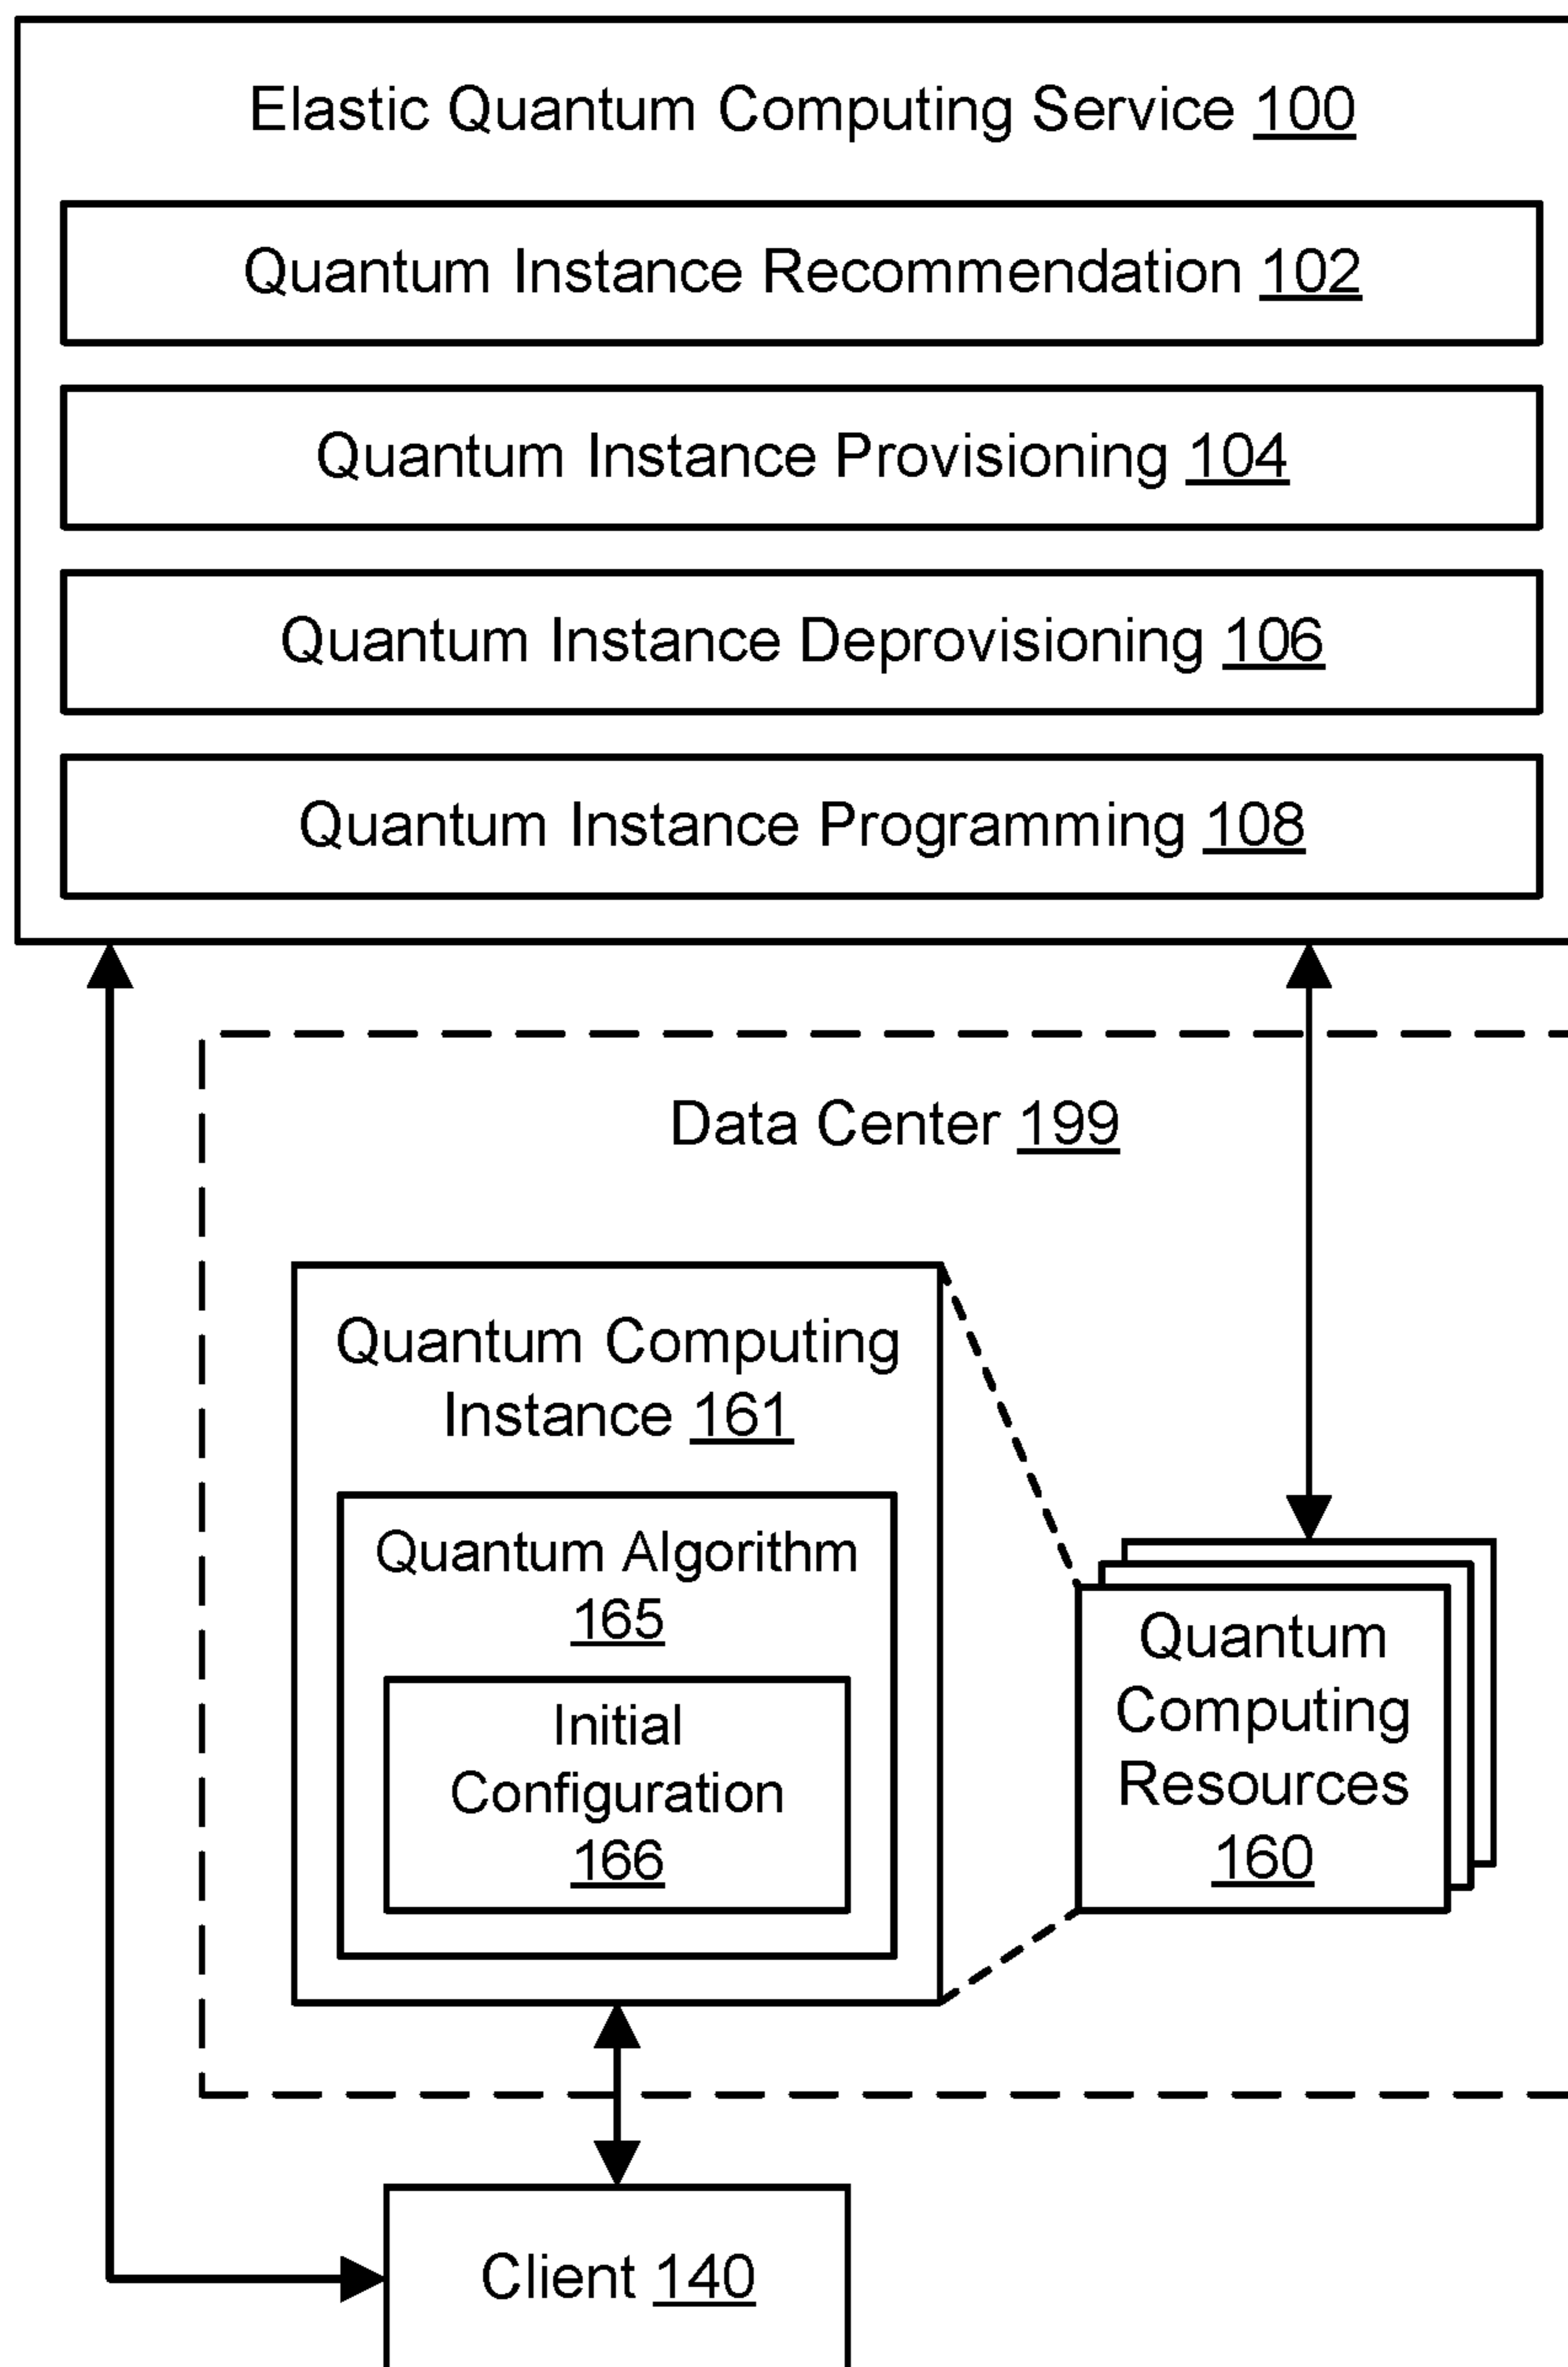 Elastic Quantum Computing Service 100
Quantum Instance Recommendation 102
Quantum Instance Provisioning 104
Quantum Instance Deprovisioning 106
Quantum Instance Programming 108
Data Center 199
Quantum Computing
Instance 161
Quantum Algorithm
165
Initial
Configuration
166
Quantum
Computing
Resources
160
Client 140